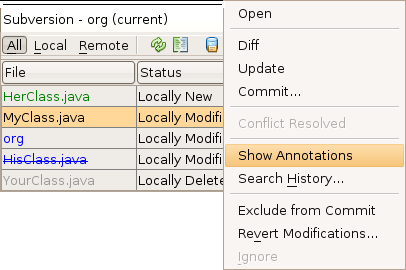 Subversion - org (current)
All Local Remote
File Status
HerClass.java Locally New
MyClass.java Locally Modifi
org Locally Modifi
HisClass.java Locally Modifi
YourClass.java Locally Delete
Open
Diff
Update
Commit...
Conflict Resolved
Show Annotations
Search History...
Exclude from Commit
Revert Modifications...
Ignore